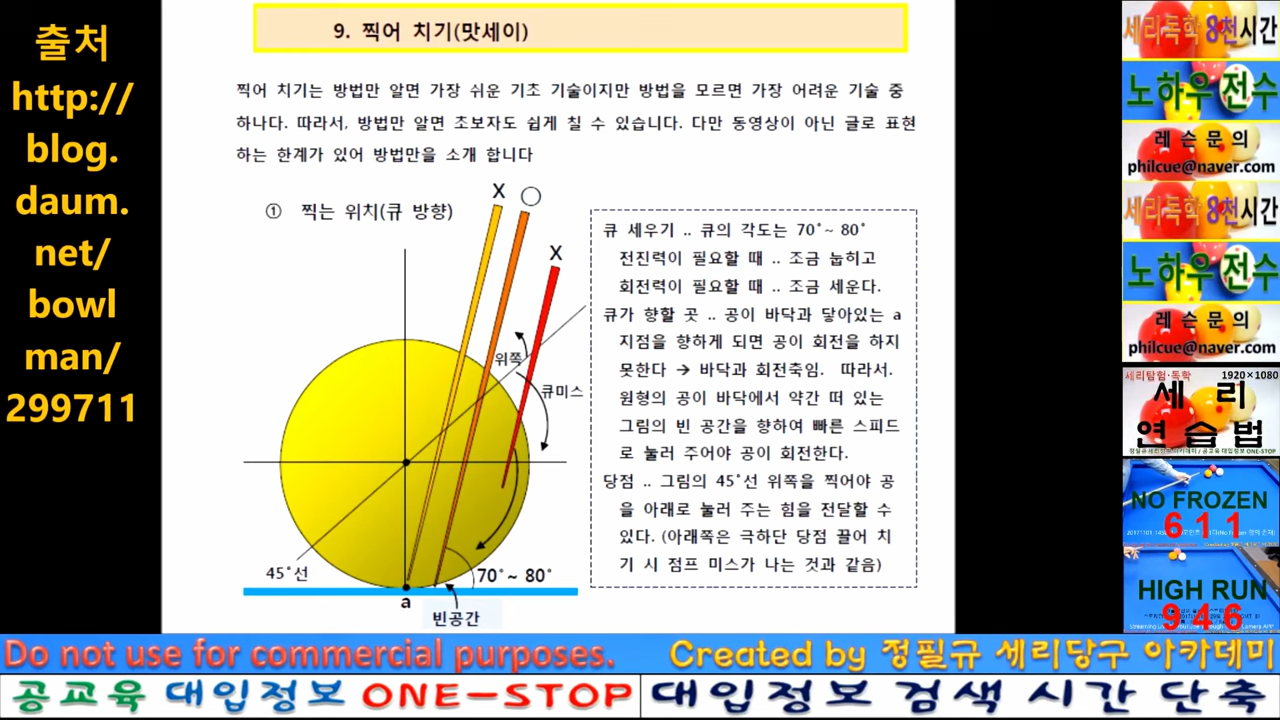 출처
http://
blog.
daum.
net/
bowl
man/
299711
9. 찍어 치기(맛세이)
찍어 치기는 방법만 알면 가장 쉬운 기초 기술이지만 방법을 모르면 가장 어려운 기술 중
하나다. 따라서, 방법만 알면 초보자도 쉽게 칠 수 있습니다. 다만 동영상이 아닌 글로 표현
하는 한계가 있어 방법만을 소개 합니다
① 찍는 위치(큐 방향)
X
X
위쪽
큐미스
45˚선
70˚~ 80˚
a
빈공간
큐 세우기 .. 큐의 각도는 70˚~ 80˚
전진력이 필요할 때 .. 조금 눕히고
회전력이 필요할 때 .. 조금 세운다.
큐가 향할 곳 .. 공이 바닥과 닿아있는 a
지점을 향하게 되면 공이 회전을 하지
못한다 → 바닥과 회전축임. 따라서.
원형의 공이 바닥에서 약간 떠 있는
그림의 빈 공간을 향하여 빠른 스피드
로 눌러 주어야 공이 회전한다.
당점 .. 그림의 45˚선 위쪽을 찍어야 공
을 아래로 눌러 주는 힘을 전달할 수
있다. (아래쪽은 극하단 당점 끌어 치
기 시 점프 미스가 나는 것과 같음)
세리독학 8천시간
노하우 전수
레 슨 문 의
philcue@naver.com
세리독학 8천시간
노하우 전수
레 슨 문 의
philcue@naver.com
세리탐험·독학 1920×1080
세 리
연 습 법
NO FROZEN
6 1 1
HIGH RUN
9 4 6
Do not use for commercial purposes. Created by 정필규 세리당구 아카데미
공교육 대입정보 ONE-STOP 대입정보 검색 시간 단축